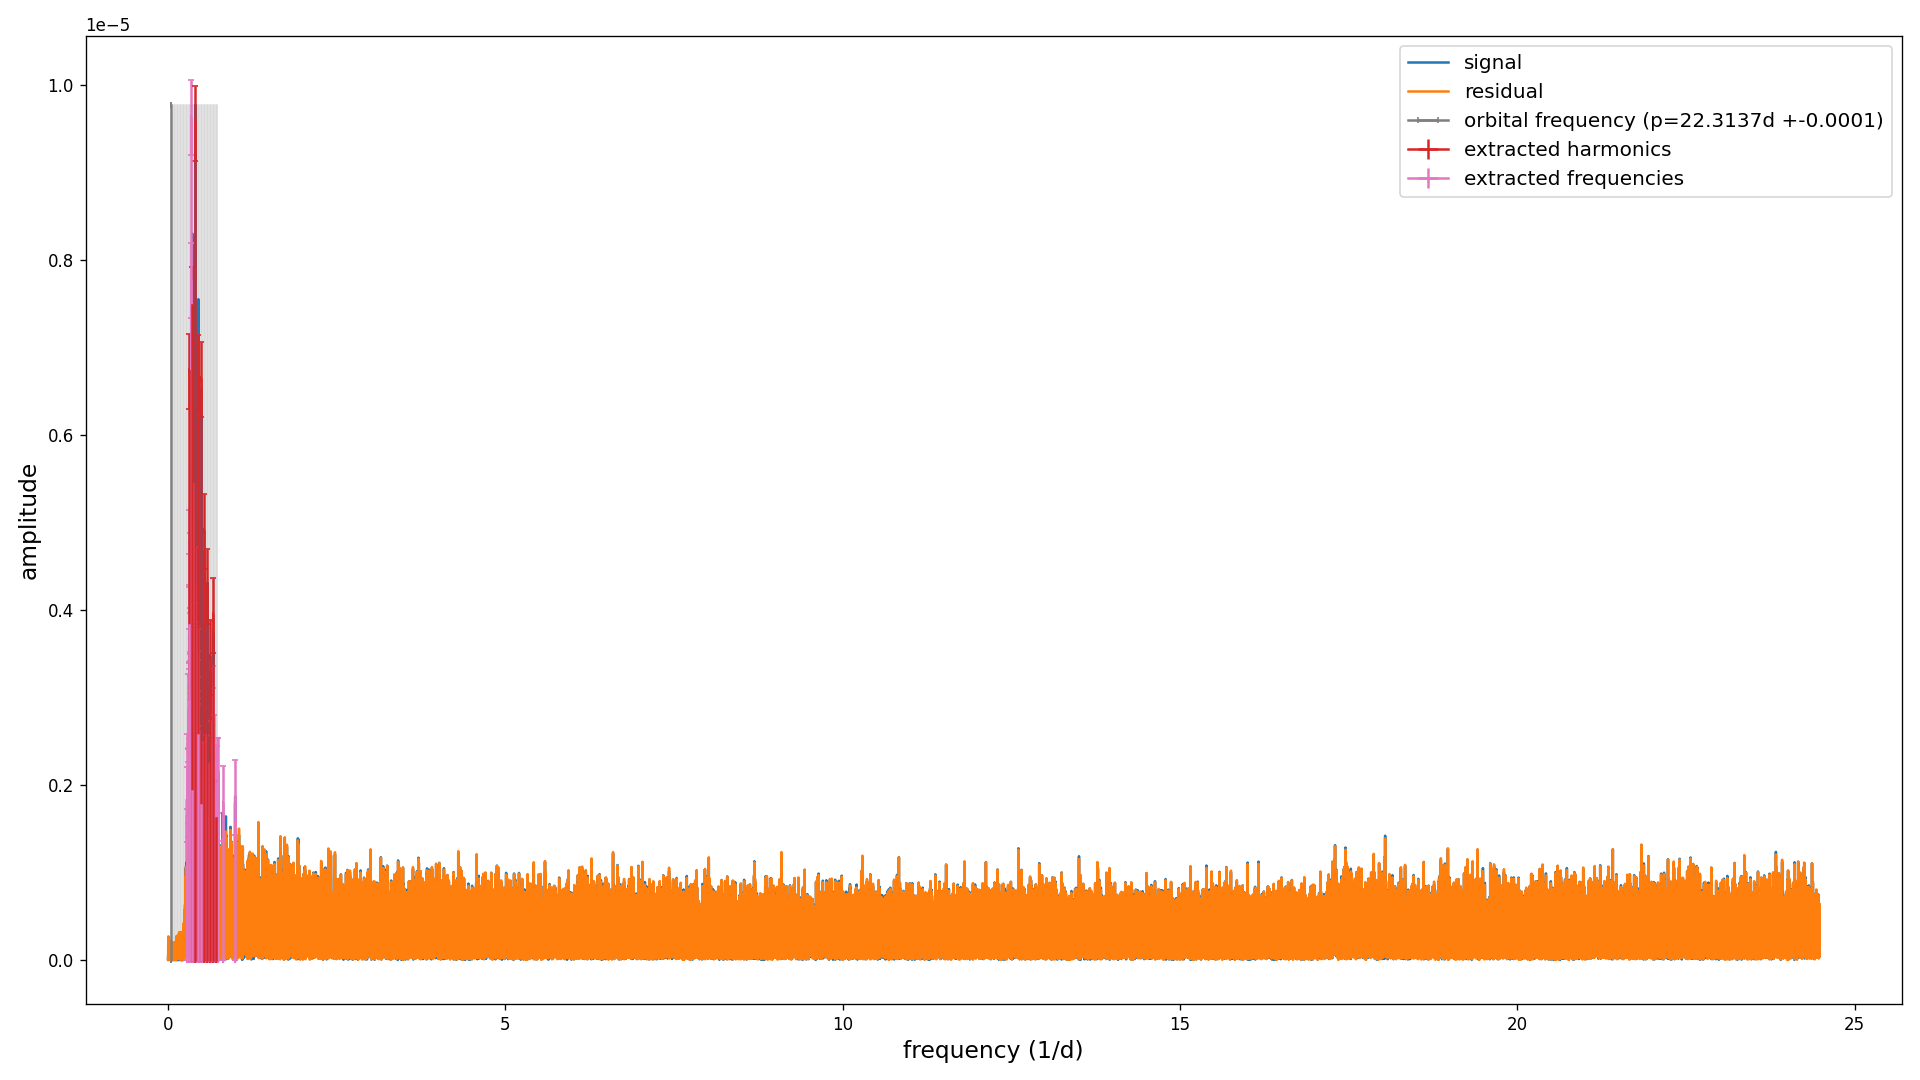 1e−5
1.0
0.8
0.6
0.4
0.2
0.0
amplitude
0
5
10
15
20
25
frequency (1/d)
signal
residual
orbital frequency (p=22.3137d +-0.0001)
extracted harmonics
extracted frequencies